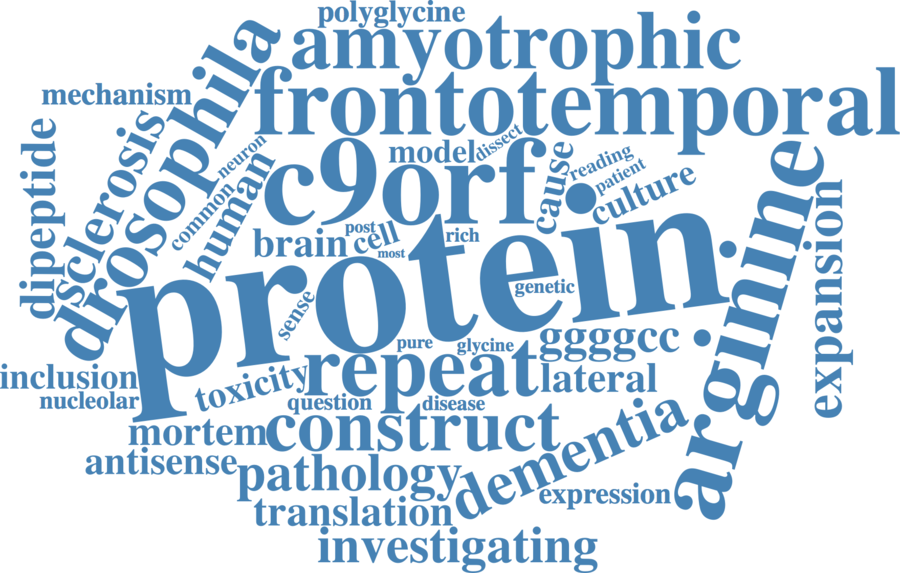 polyglycine
amyotrophic
drosophila
mechanism
frontotemporal
dipeptide
sclerosis
neuron
dissect
model
common
human
c9orf
cause
reading
patient
culture
arginine
expansion
brain
post
cell
most
rich
protein
genetic
sense
pure
glycine
ggggcc
inclusion
nucleolar
toxicity
repeat
lateral
question
disease
mortem
construct
dementia
antisense
pathology
expression
translation
investigating